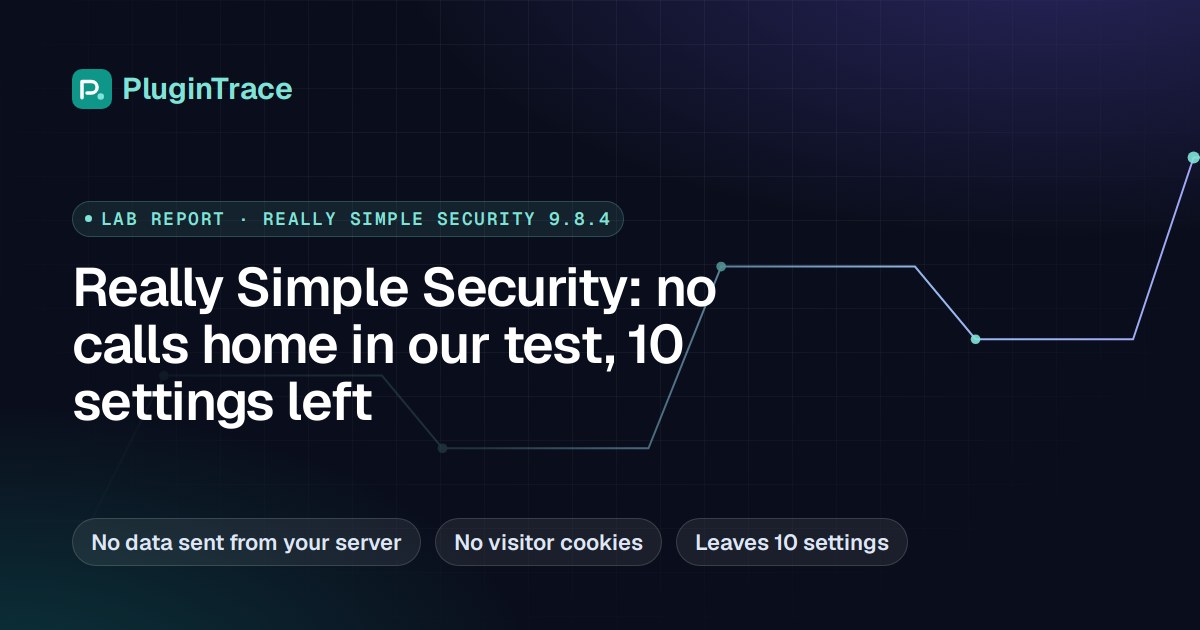 PluginTrace
LAB REPORT · REALLY SIMPLE SECURITY 9.8.4
Really Simple Security: no
calls home in our test, 10
settings left
No data sent from your server
No visitor cookies
Leaves 10 settings